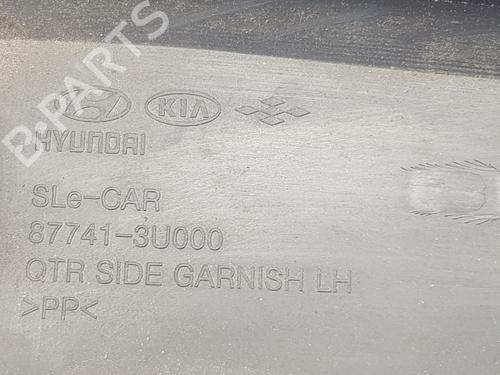 B-PARTS
KIA
HYUNDAI
SLe-CAR
87741-3U000
QTR SIDE GARNISH LH
>PP<